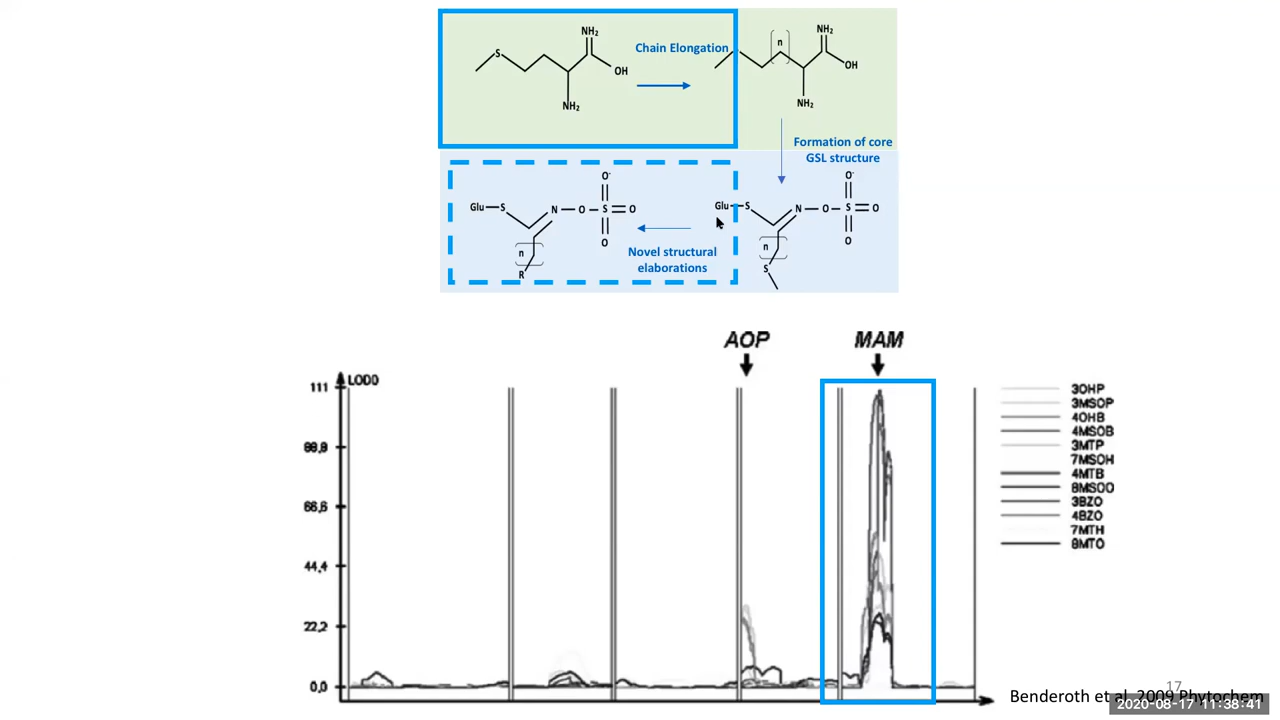 NH₂
S
OH
NH₂
Chain Elongation
NH₂
n
OH
NH₂
Formation of core
GSL structure
O⁻
Glu S N O S O
O
n
R
Novel structural
elaborations
O⁻
Glu S N O S O
O
n
S
AOP MAM
LOD0
111
88,8
66,6
44,4
22,2
0,0
3OHP
3MSOP
4OHB
4MSOB
3MTP
7MSOH
4MTB
8MSOO
3BZO
4BZO
7MTH
8MTO
17
Benderoth et al. 2009 Phytochem
2020-08-17 11:38:41